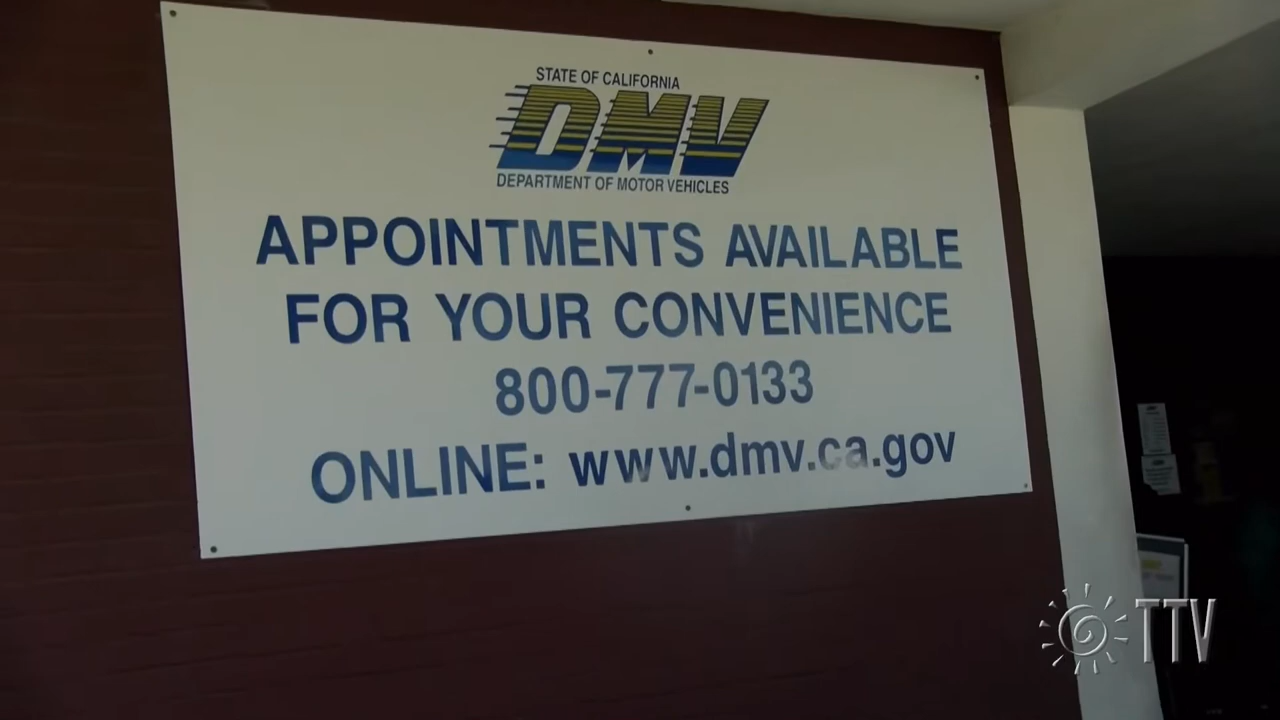 STATE OF CALIFORNIA
DMV
DEPARTMENT OF MOTOR VEHICLES
APPOINTMENTS AVAILABLE
FOR YOUR CONVENIENCE
800-777-0133
ONLINE: www.dmv.ca.gov
TTV